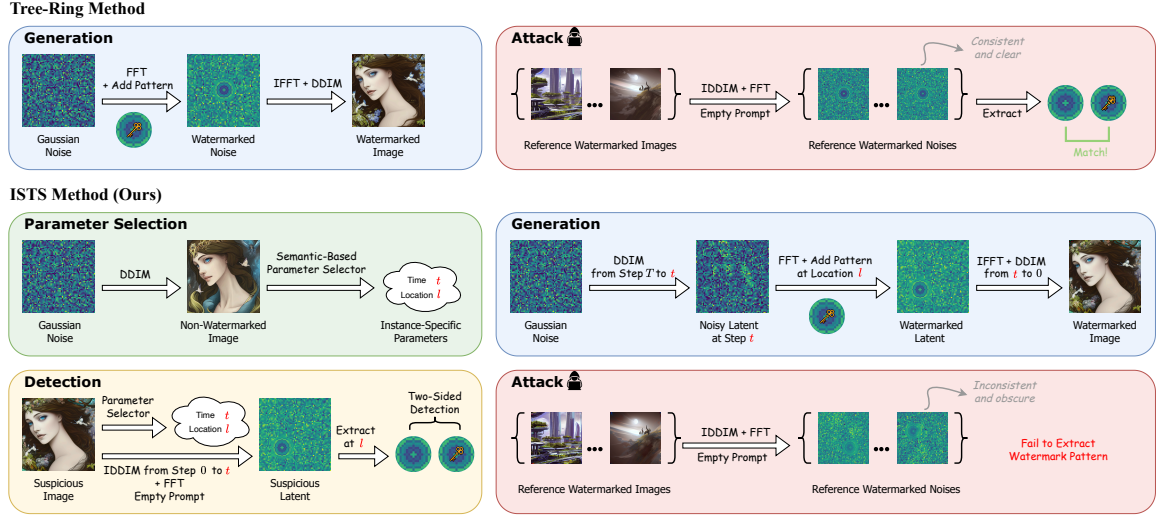 Tree-Ring Method
Generation
FFT
+ Add Pattern
IFFT + DDIM
Gaussian
Noise
Watermarked
Noise
Watermarked
Image
Attack
Consistent
and clear
IDDIM + FFT
Empty Prompt
Extract
Reference Watermarked Images
Reference Watermarked Noises
Match!
ISTS Method (Ours)
Parameter Selection
DDIM
Semantic-Based
Parameter Selector
Time t
Location l
Gaussian
Noise
Non-Watermarked
Image
Instance-Specific
Parameters
Generation
DDIM
from Step T to t
FFT + Add Pattern
at Location l
IFFT + DDIM
from t to 0
Gaussian
Noise
Noisy Latent
at Step t
Watermarked
Latent
Watermarked
Image
Detection
Parameter
Selector
Time t
Location l
IDDIM from Step 0 to t
+ FFT
Empty Prompt
Extract
at l
Two-Sided
Detection
Suspicious
Image
Suspicious
Latent
Attack
Inconsistent
and obscure
IDDIM + FFT
Empty Prompt
Fail to Extract
Watermark Pattern
Reference Watermarked Images
Reference Watermarked Noises